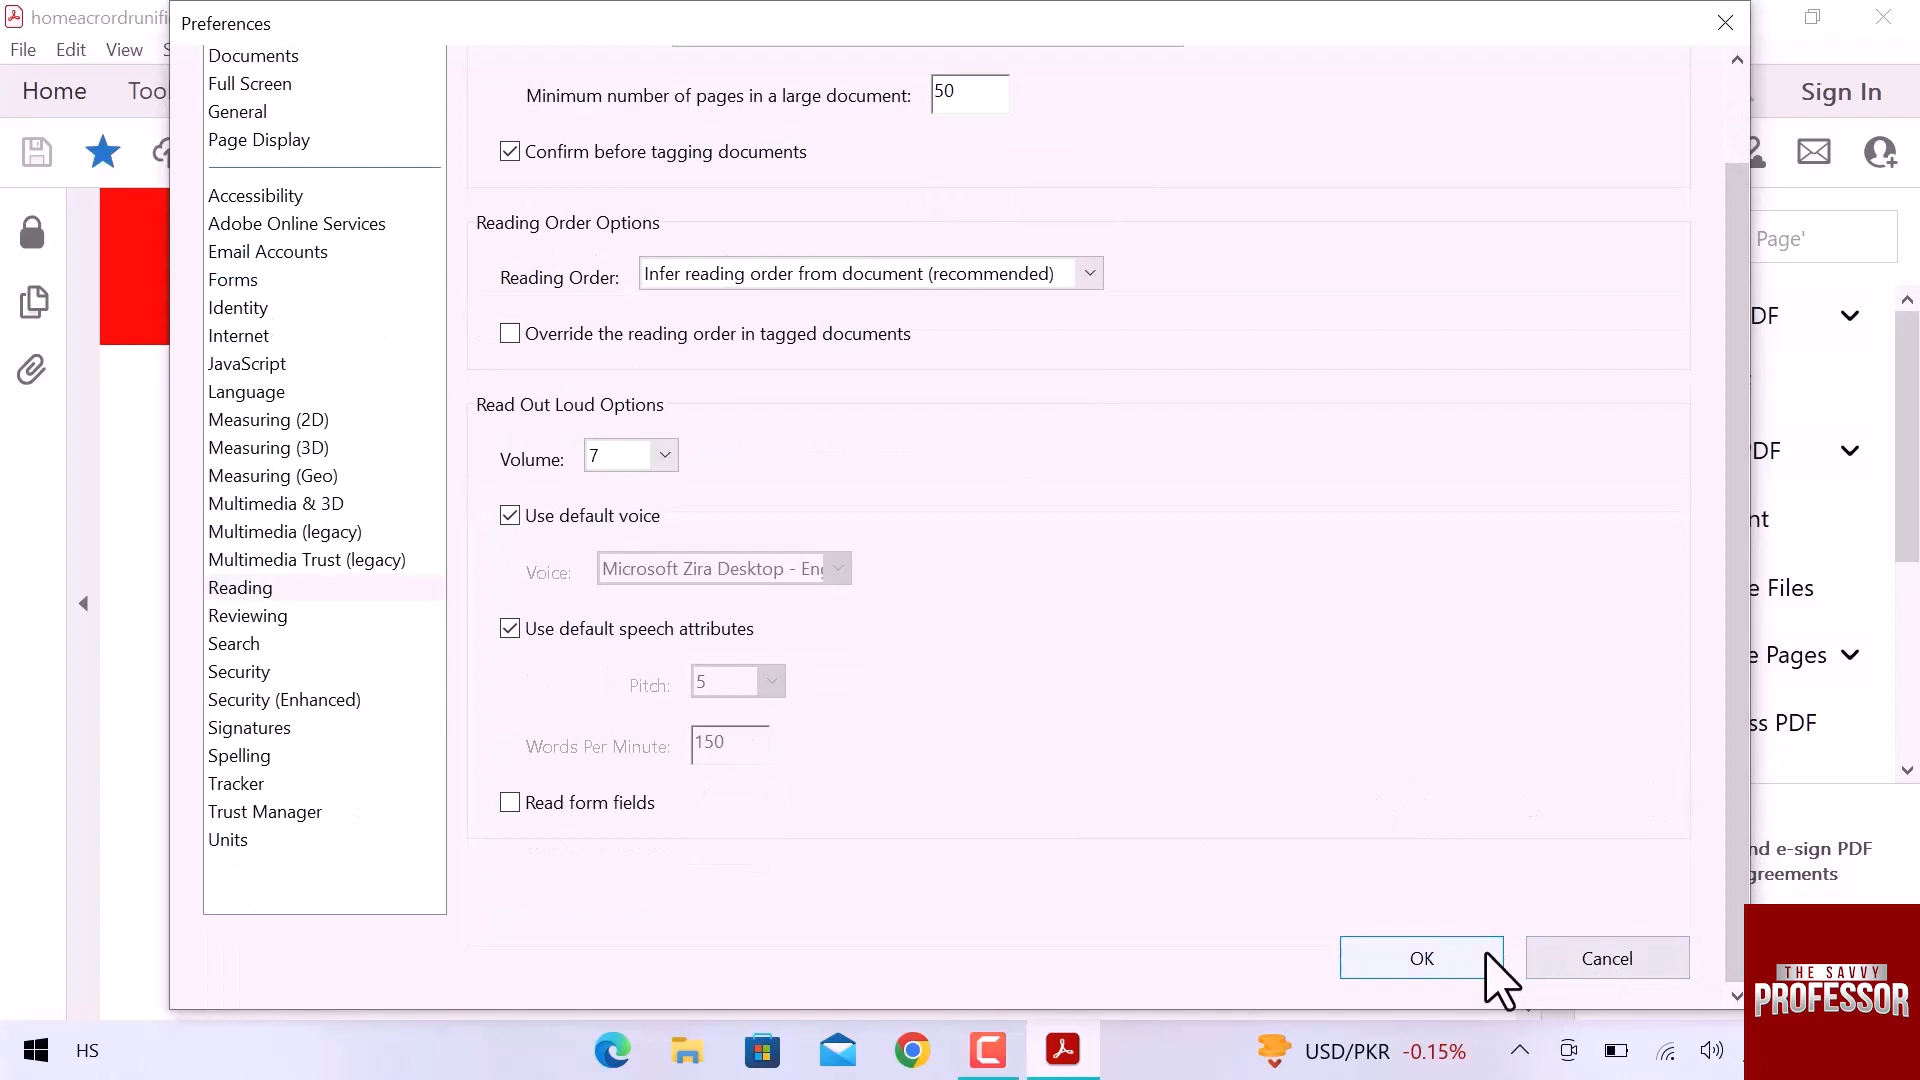 homeacrordrunifi
Preferences
File Edit View S
Home Tool
Sign In
Documents
Full Screen
General
Page Display
Accessibility
Adobe Online Services
Email Accounts
Forms
Identity
Internet
JavaScript
Language
Measuring (2D)
Measuring (3D)
Measuring (Geo)
Multimedia & 3D
Multimedia (legacy)
Multimedia Trust (legacy)
Reading
Reviewing
Search
Security
Security (Enhanced)
Signatures
Spelling
Tracker
Trust Manager
Units
Minimum number of pages in a large document: 50
Confirm before tagging documents
Reading Order Options
Reading Order: Infer reading order from document (recommended)
Override the reading order in tagged documents
Read Out Loud Options
Volume: 7
Use default voice
Voice: Microsoft Zira Desktop - Eng
Use default speech attributes
Pitch: 5
Words Per Minute: 150
Read form fields
OK Cancel
Page'
DF
PDF
nt
e Files
e Pages
ss PDF
nd e-sign PDF
greements
THE SAVVY
PROFESSOR
HS
USD/PKR -0.15%